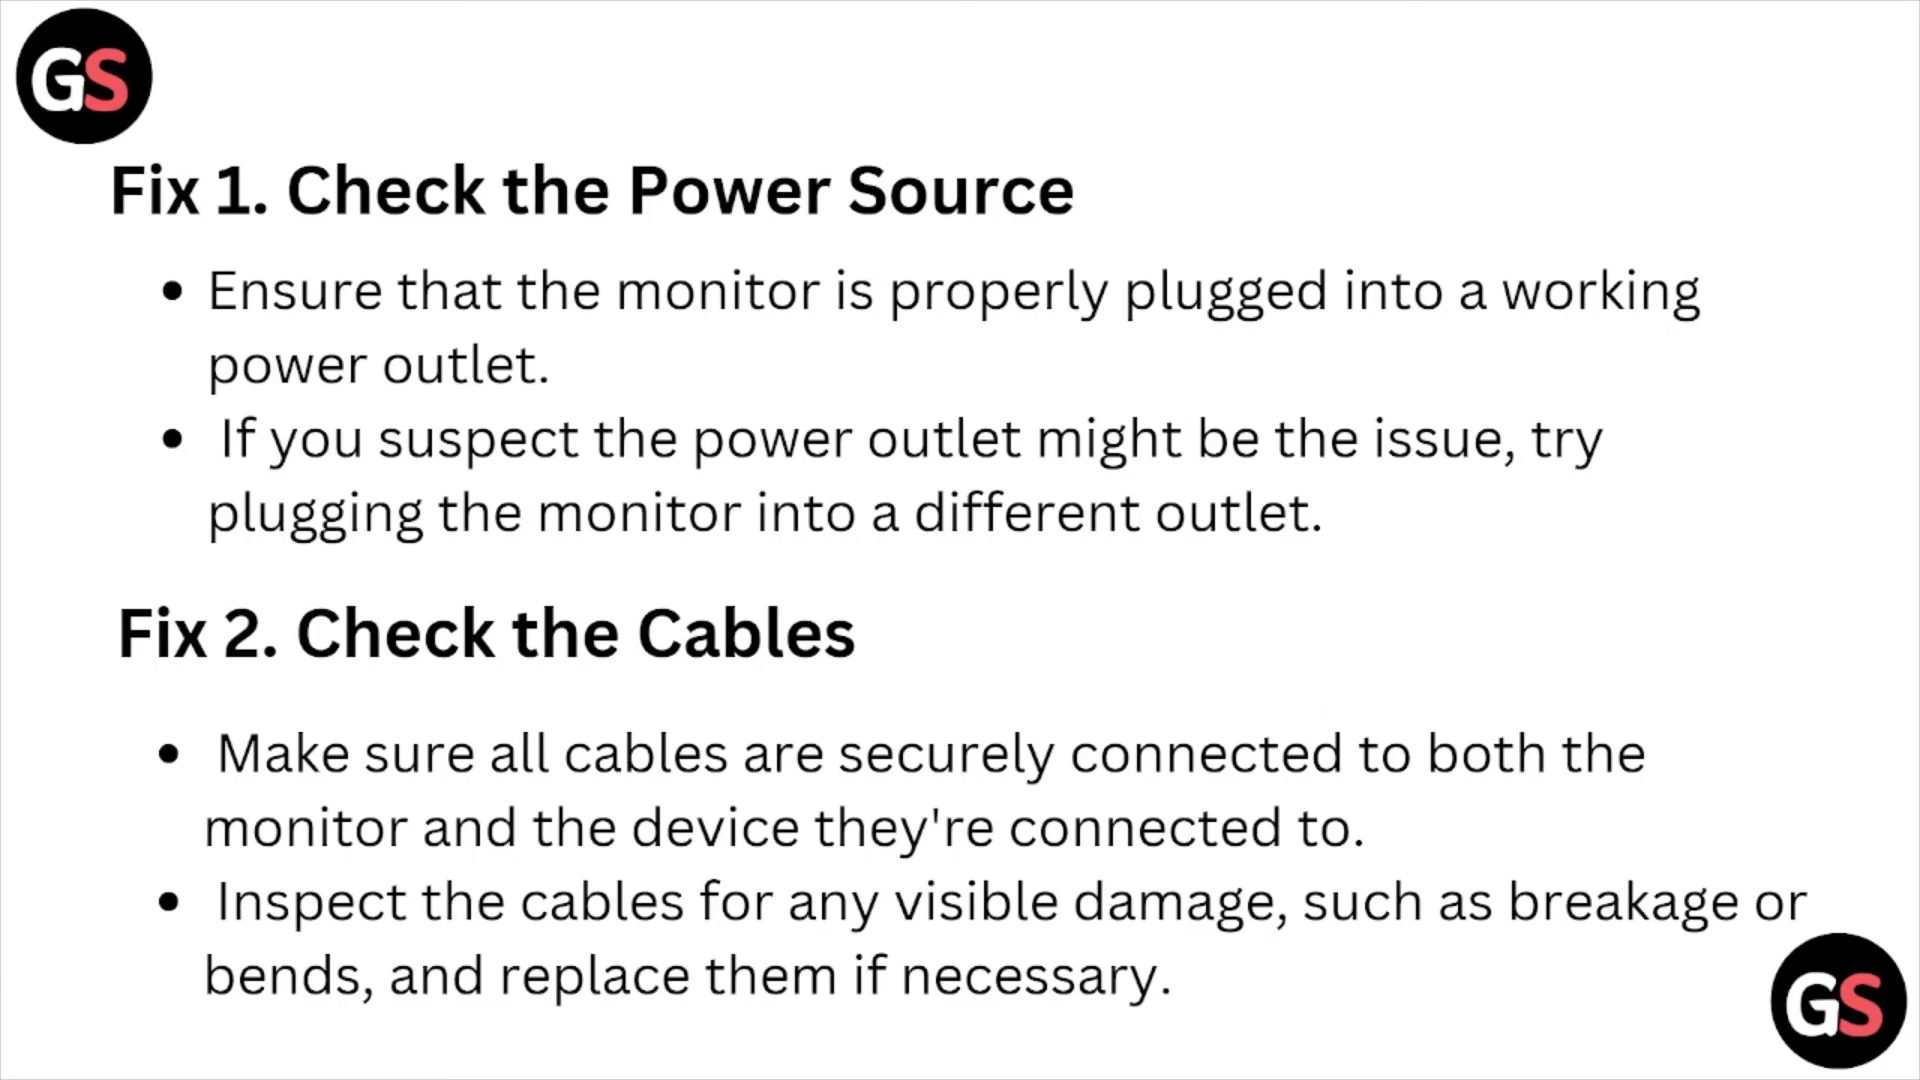 GS
Fix 1. Check the Power Source
• Ensure that the monitor is properly plugged into a working
power outlet.
• If you suspect the power outlet might be the issue, try
plugging the monitor into a different outlet.
Fix 2. Check the Cables
• Make sure all cables are securely connected to both the
monitor and the device they're connected to.
• Inspect the cables for any visible damage, such as breakage or
bends, and replace them if necessary.
GS